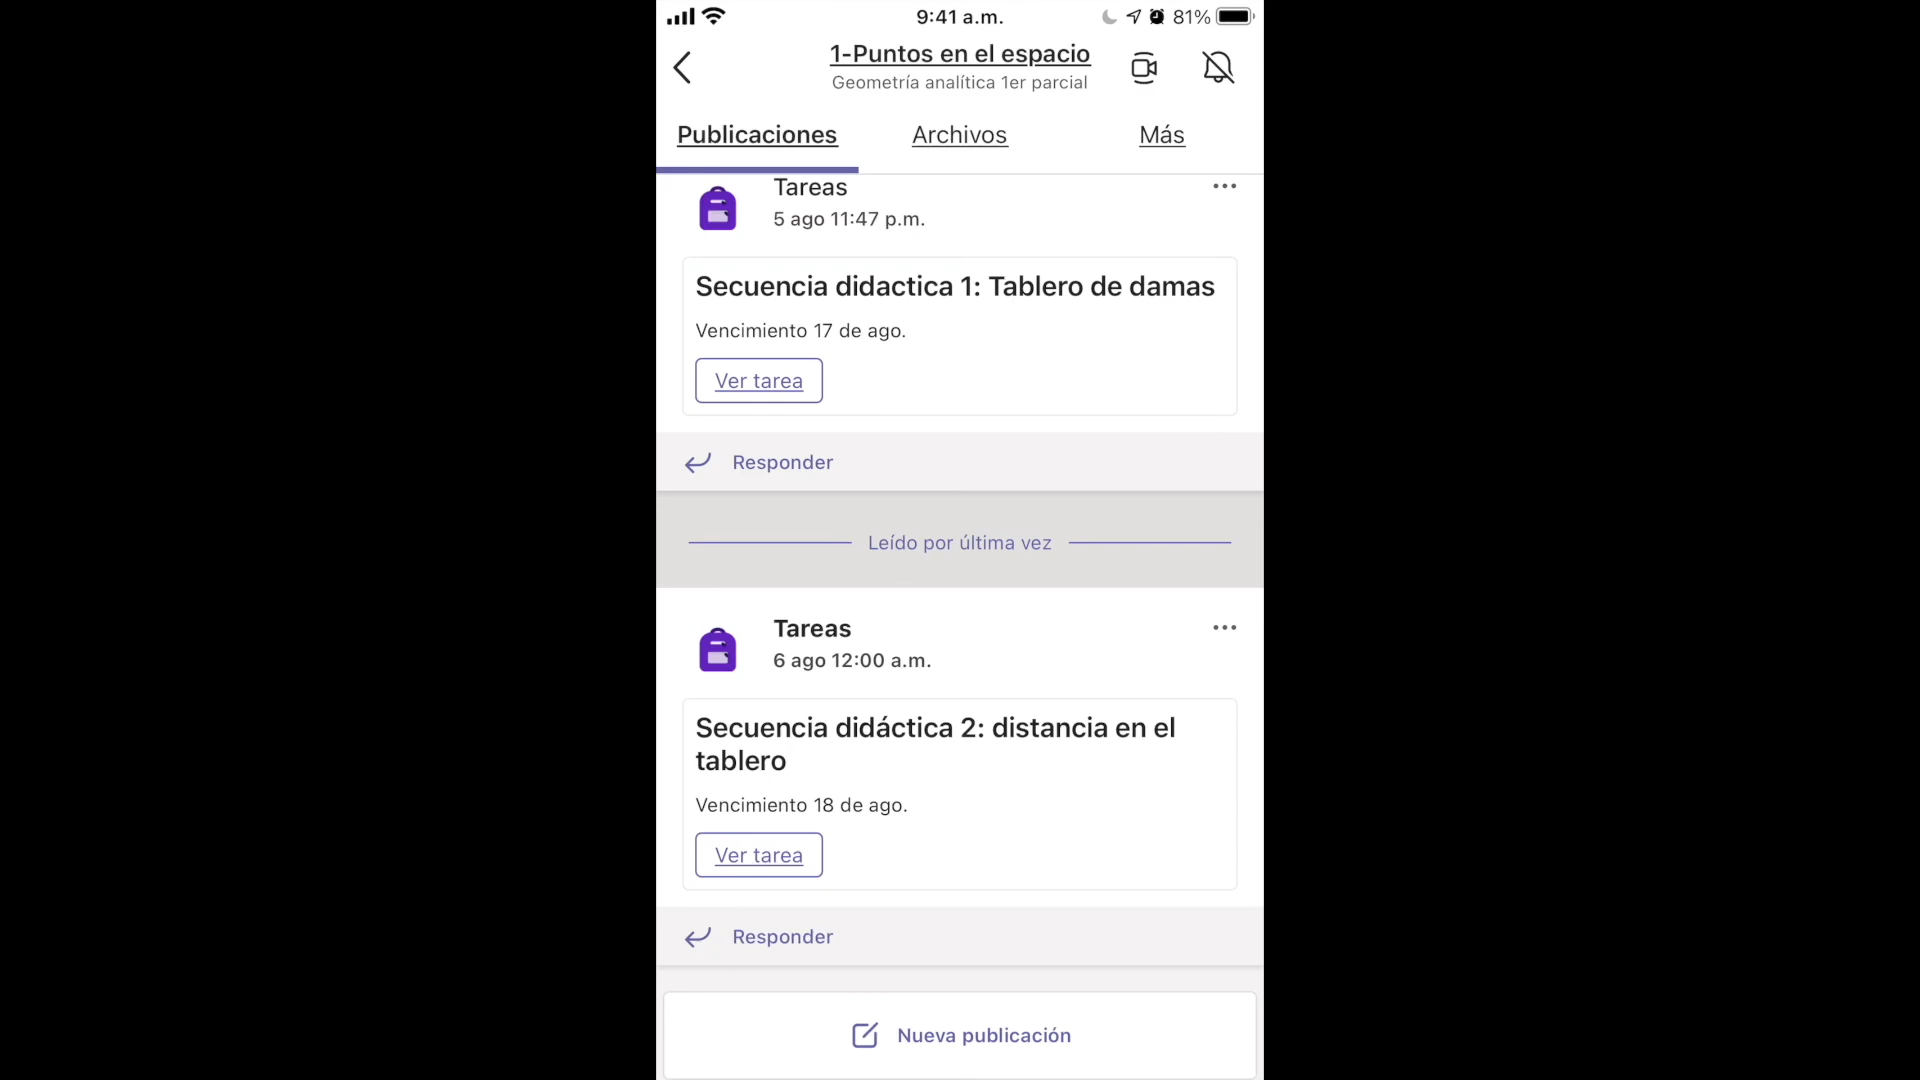 9:41 a.m.
81%
1-Puntos en el espacio
Geometría analítica 1er parcial
Publicaciones
Archivos
Más
Tareas
5 ago 11:47 p.m.
Secuencia didactica 1: Tablero de damas
Vencimiento 17 de ago.
Ver tarea
Responder
Leído por última vez
Tareas
6 ago 12:00 a.m.
Secuencia didáctica 2: distancia en el
tablero
Vencimiento 18 de ago.
Ver tarea
Responder
Nueva publicación